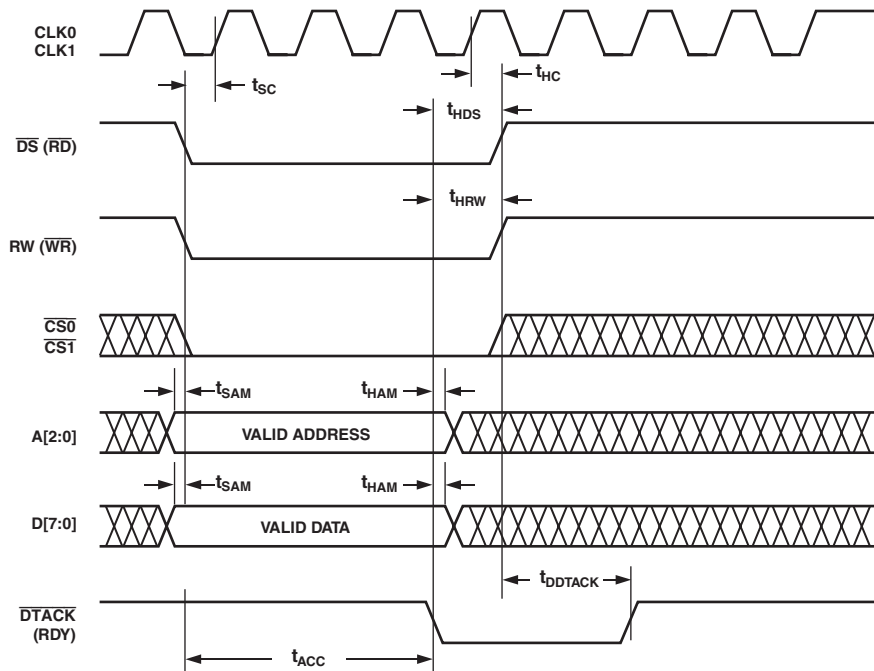 CLK0
CLK1
tSC
tHC
tHDS
DS (RD)
tHRW
RW (WR)
CS0
CS1
tSAM
tHAM
A[2:0]
VALID ADDRESS
tSAM
tHAM
D[7:0]
VALID DATA
tDDTACK
DTACK
(RDY)
tACC